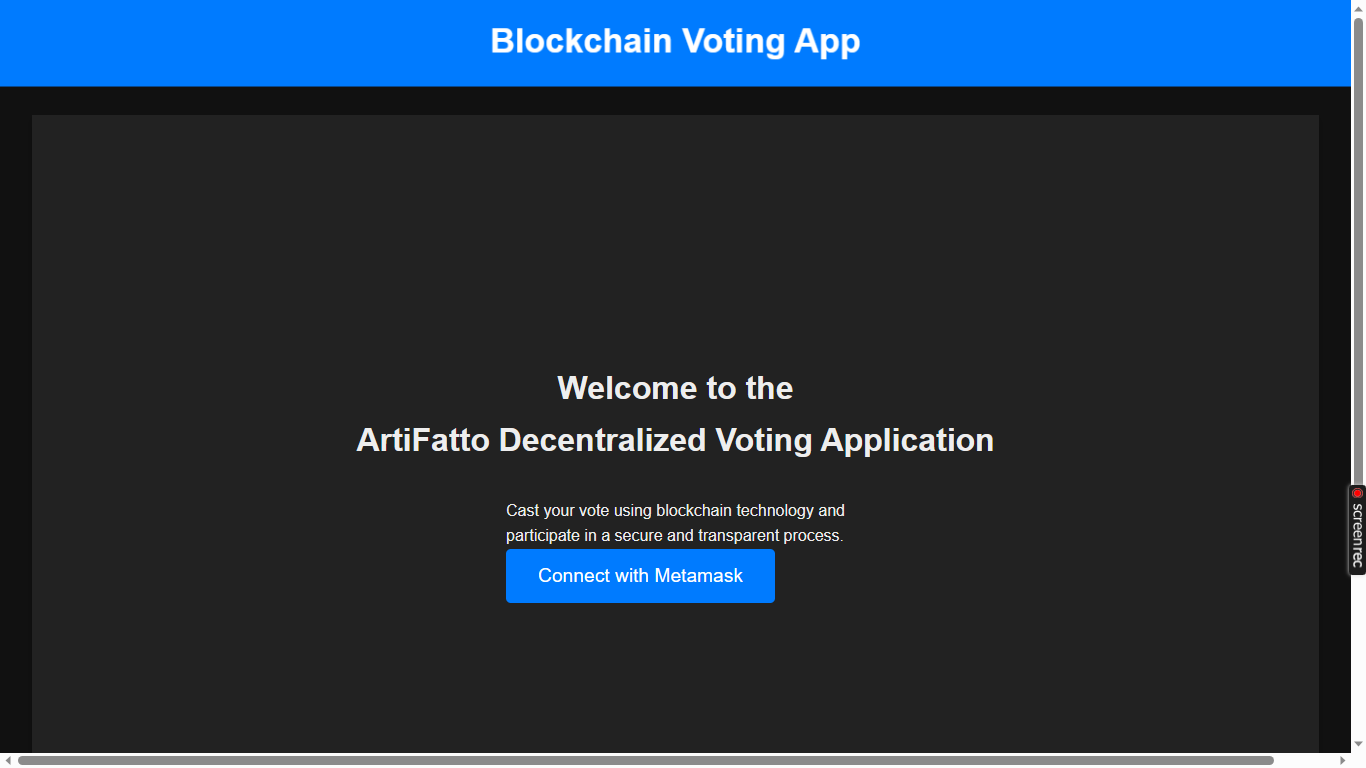 Blockchain Voting App
Welcome to the
ArtiFatto Decentralized Voting Application
Cast your vote using blockchain technology and
participate in a secure and transparent process.
Connect with Metamask
screenrec